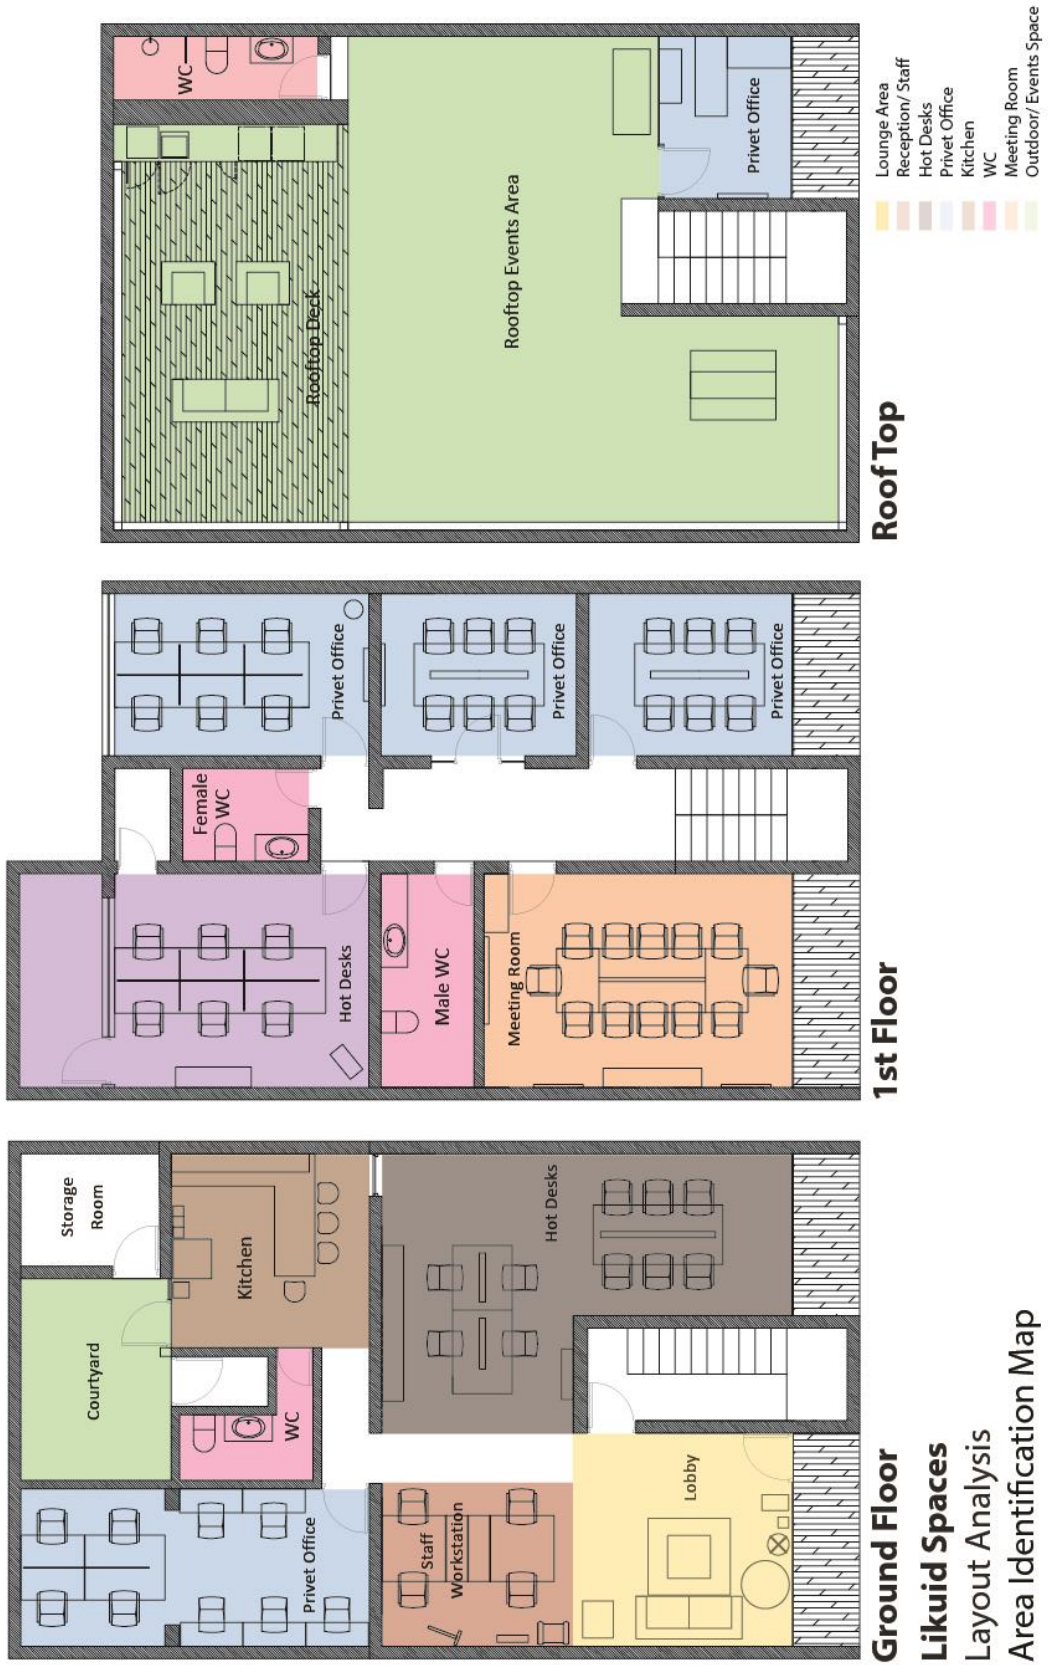 Storage
Room
Courtyard
Kitchen
WC
Hot Desks
Privet Office
Staff
Workstation
Lobby
Ground Floor
Female
WC
Privet Office
Privet Office
Privet Office
Hot Desks
Male WC
Meeting Room
1st Floor
WC
Rooftop Deck
Rooftop Events Area
Privet Office
Roof Top
Likuid Spaces
Layout Analysis
Area Identification Map
Lounge Area
Reception/ Staff
Hot Desks
Privet Office
Kitchen
WC
Meeting Room
Outdoor/ Events Space